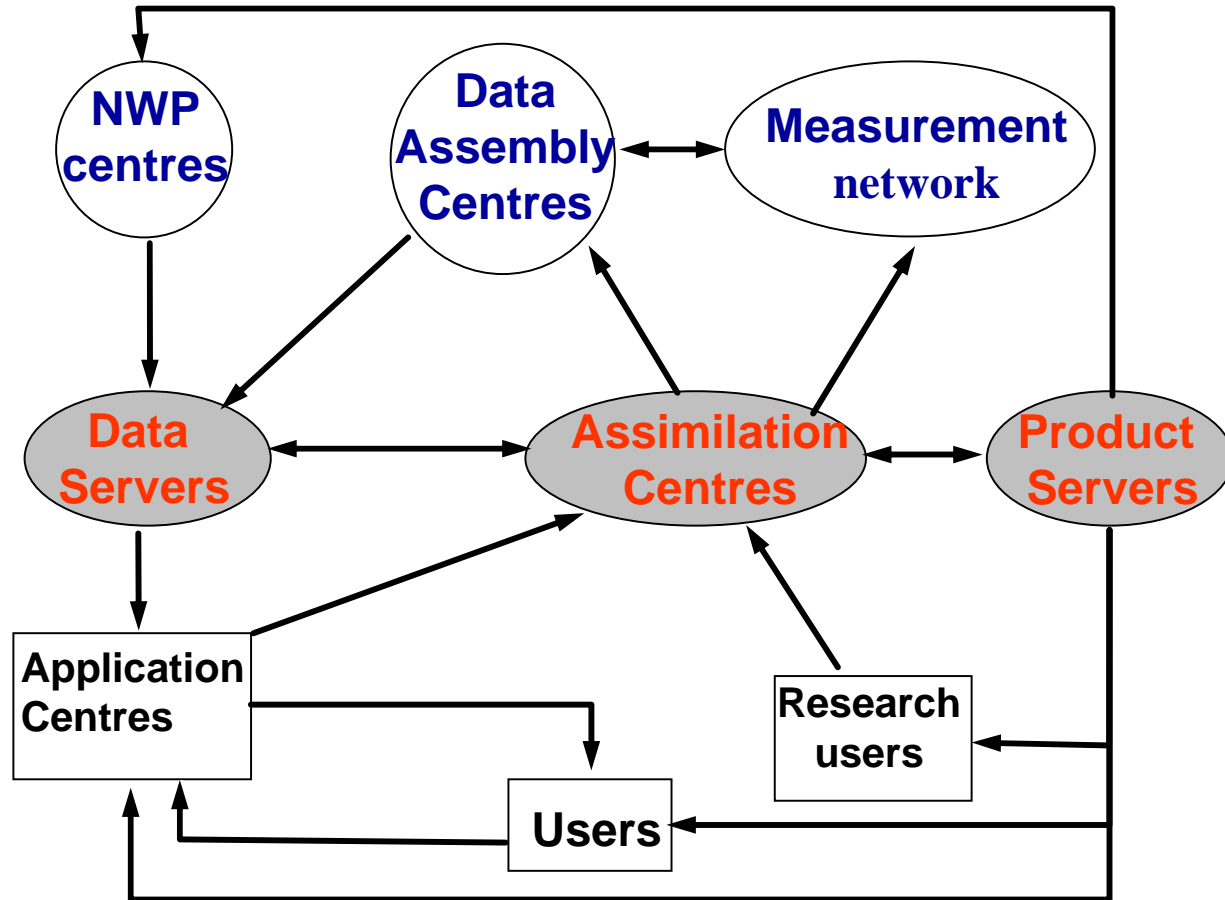 NWP
centres
Data
Assembly
Centres
Measurement
network
Data
Servers
Assimilation
Centres
Product
Servers
Application
Centres
Research
users
Users